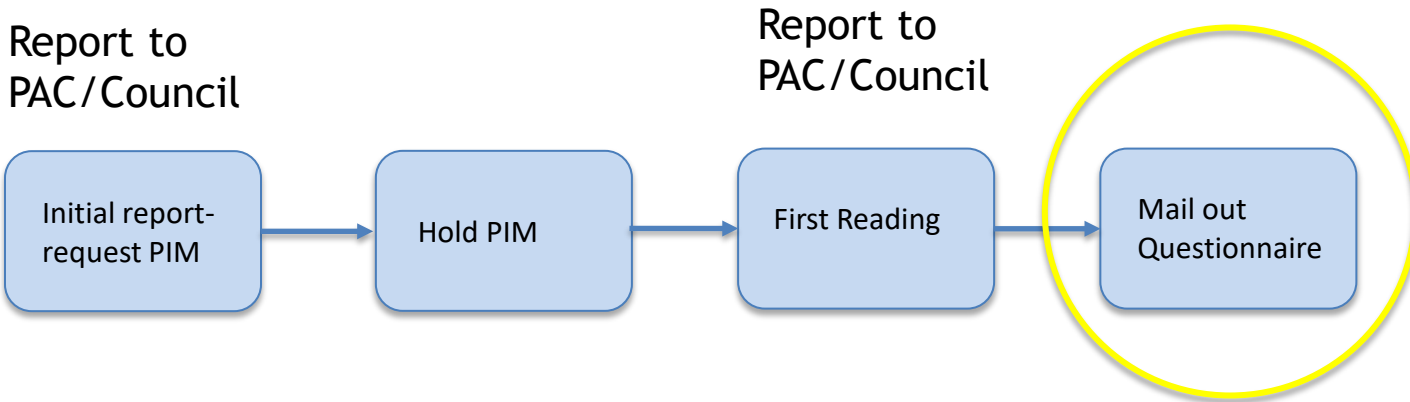 Report to
PAC/Council
Report to
PAC/Council
Initial report-
request PIM
Hold PIM
First Reading
Mail out
Questionnaire